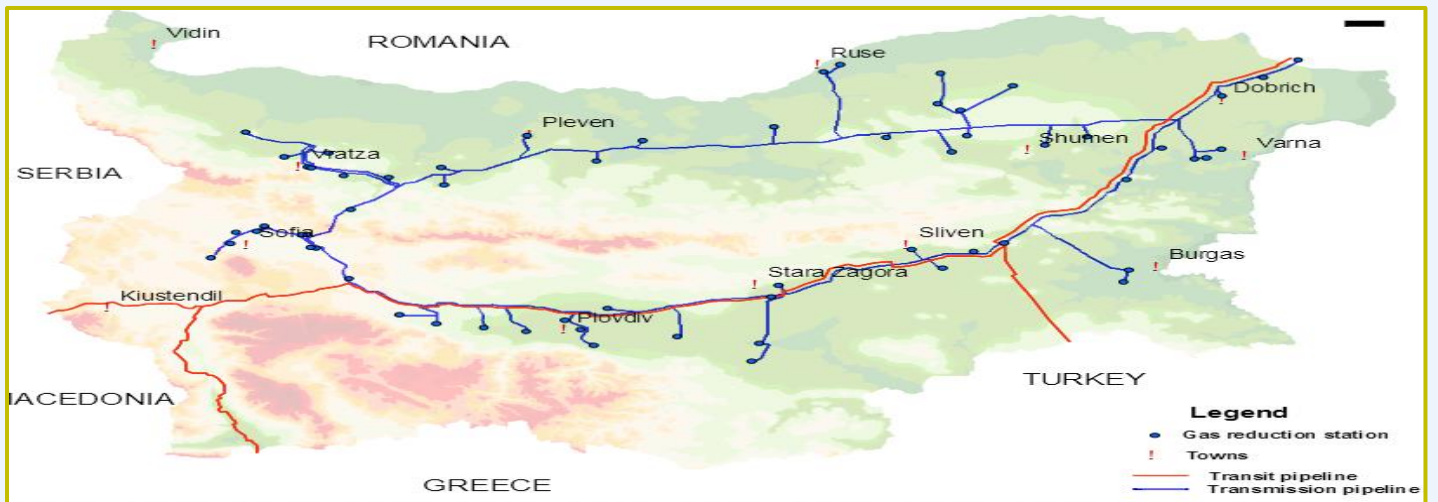 Vidin
ROMANIA
Ruse
Dobrich
Pleven
Shumen
Varna
Vratza
SERBIA
Sofia
Sliven
Burgas
Stara Zagora
Kiustendil
Plovdiv
TURKEY
IACEDONIA
GREECE
Legend
Gas reduction station
! Towns
Transit pipeline
Transmission pipeline